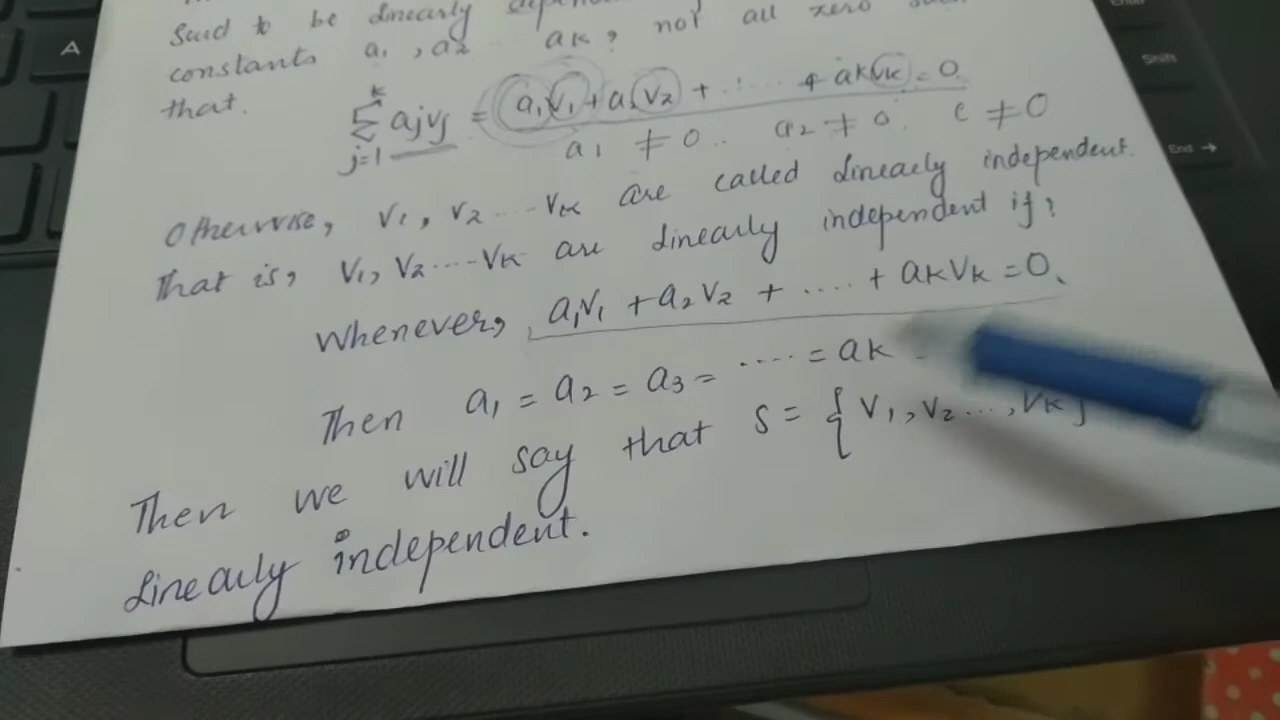 said to be linearly
constants a1, a2 ak, not all zero
that.
k
∑ ajvj = a1v1 + a2v2 + ..... + akvk = 0
j=1
a1 ≠ 0.. a2 ≠ 0. ≠ 0
Otherwise, v1, v2 ... vk are called linearly independent.
That is, v1, v2 .... vk are linearly independent if,
Whenever, a1v1 + a2v2 + .... + akvk = 0.
Then a1 = a2 = a3 = .... = ak
Then we will say that S = {v1, v2 ..., vk}
linearly independent.
A
Shift
End →